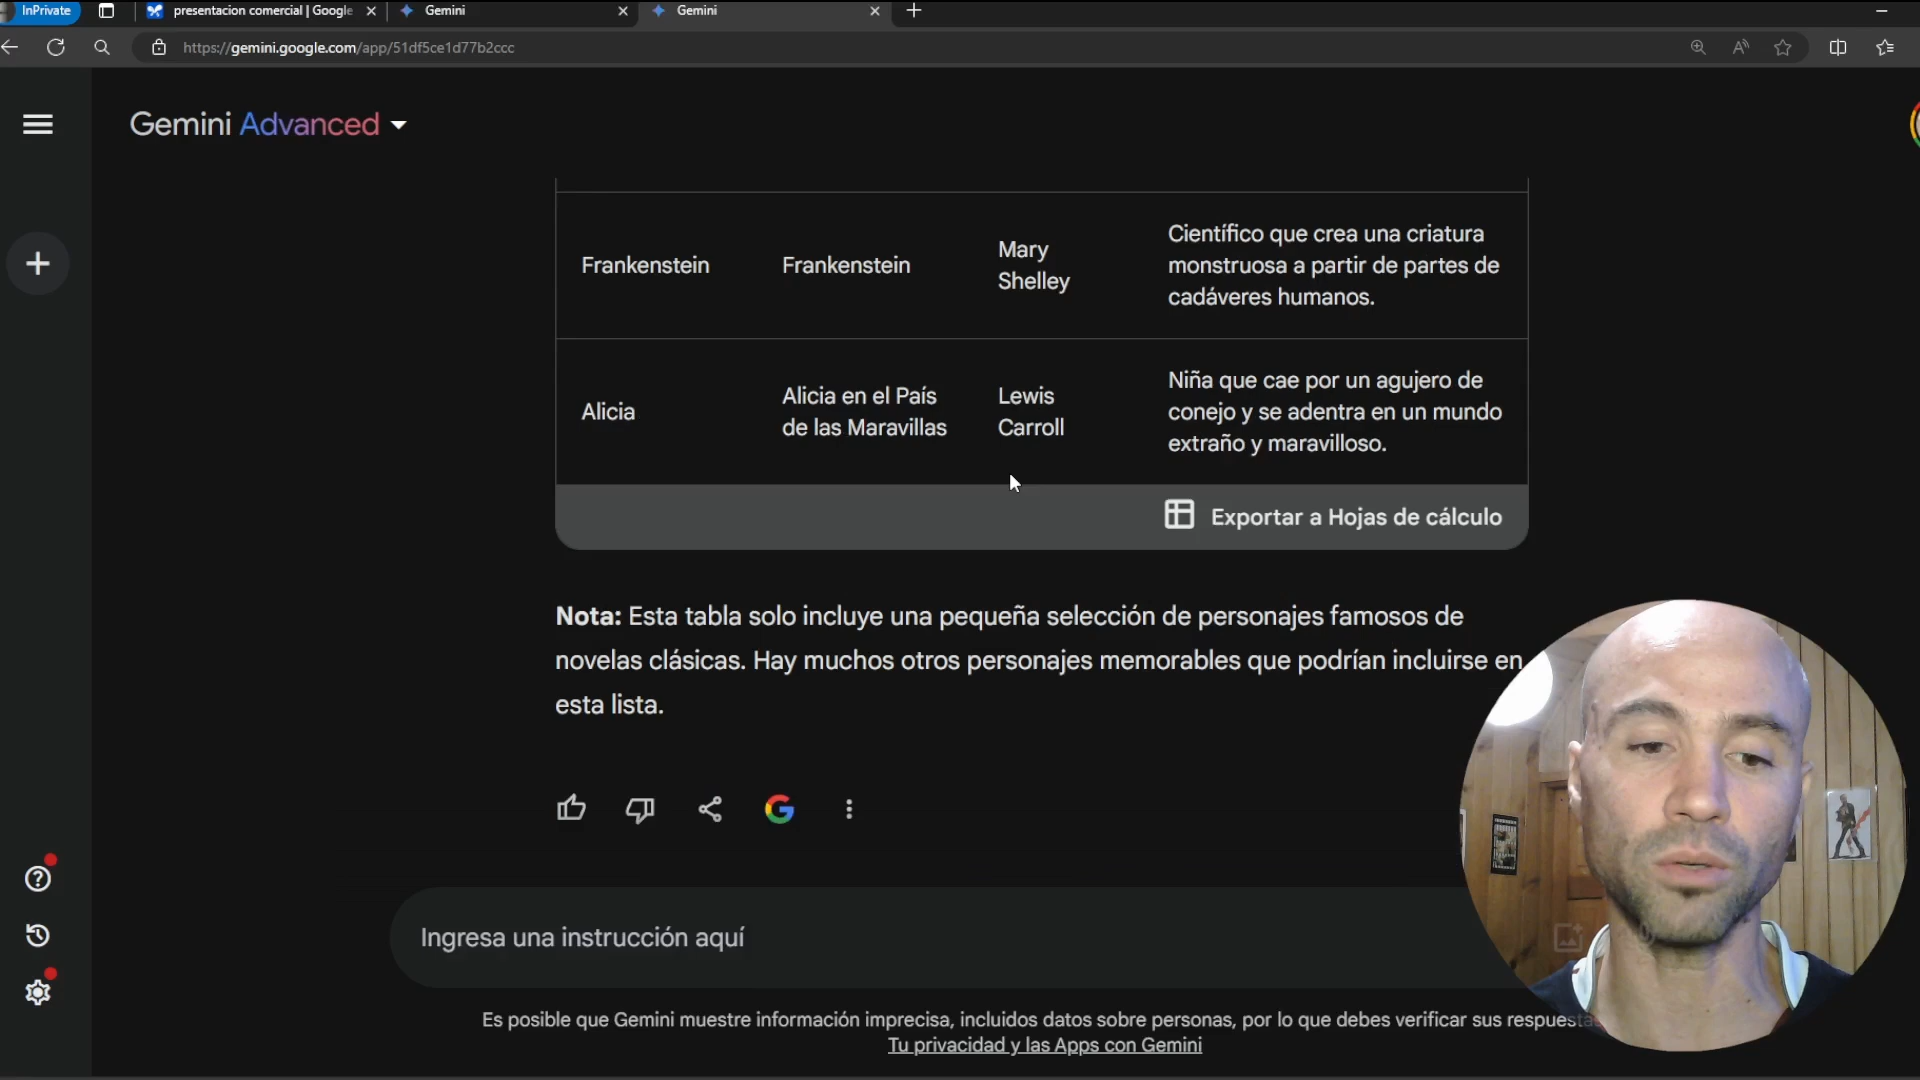 InPrivate
presentacion comercial | Google
Gemini
Gemini
https://gemini.google.com/app/51df5ce1d77b2ccc
Gemini Advanced
Frankenstein
Frankenstein
Mary
Shelley
Científico que crea una criatura
monstruosa a partir de partes de
cadáveres humanos.
Alicia
Alicia en el País
de las Maravillas
Lewis
Carroll
Niña que cae por un agujero de
conejo y se adentra en un mundo
extraño y maravilloso.
Exportar a Hojas de cálculo
Nota: Esta tabla solo incluye una pequeña selección de personajes famosos de
novelas clásicas. Hay muchos otros personajes memorables que podrían incluirse en
esta lista.
Ingresa una instrucción aquí
Es posible que Gemini muestre información imprecisa, incluidos datos sobre personas, por lo que debes verificar sus respuestas
Tu privacidad y las Apps con Gemini